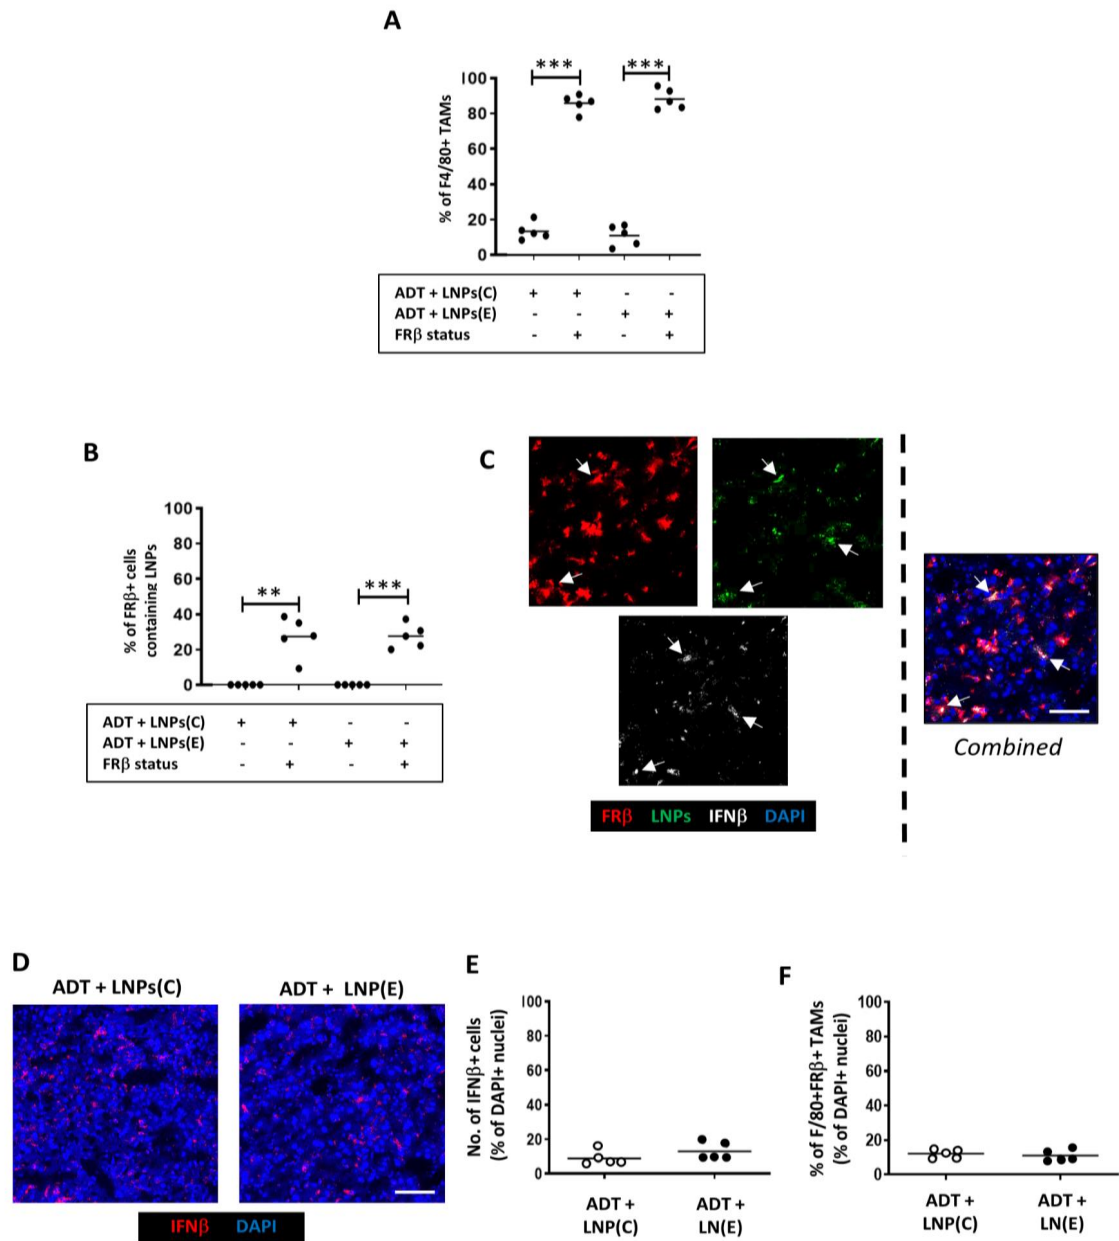 A
*** ***
% of F4/80+ TAMs
100
80
60
40
20
0
ADT + LNPs(C) + + - -
ADT + LNPs(E) - - + +
FRβ status - + - +
B
% of FRβ+ cells
containing LNPs
100
80
60
40
20
0
** ***
ADT + LNPs(C) + + - -
ADT + LNPs(E) - - + +
FRβ status - + - +
C
FRβ LNPs IFNβ DAPI
Combined
D
ADT + LNPs(C) ADT + LNP(E)
IFNβ DAPI
E
No. of IFNβ+ cells
(% of DAPI+ nuclei)
100
80
60
40
20
0
ADT +
LNP(C)
ADT +
LN(E)
F
% of F/80+FRβ+ TAMs
(% of DAPI+ nuclei)
100
80
60
40
20
0
ADT +
LNP(C)
ADT +
LN(E)